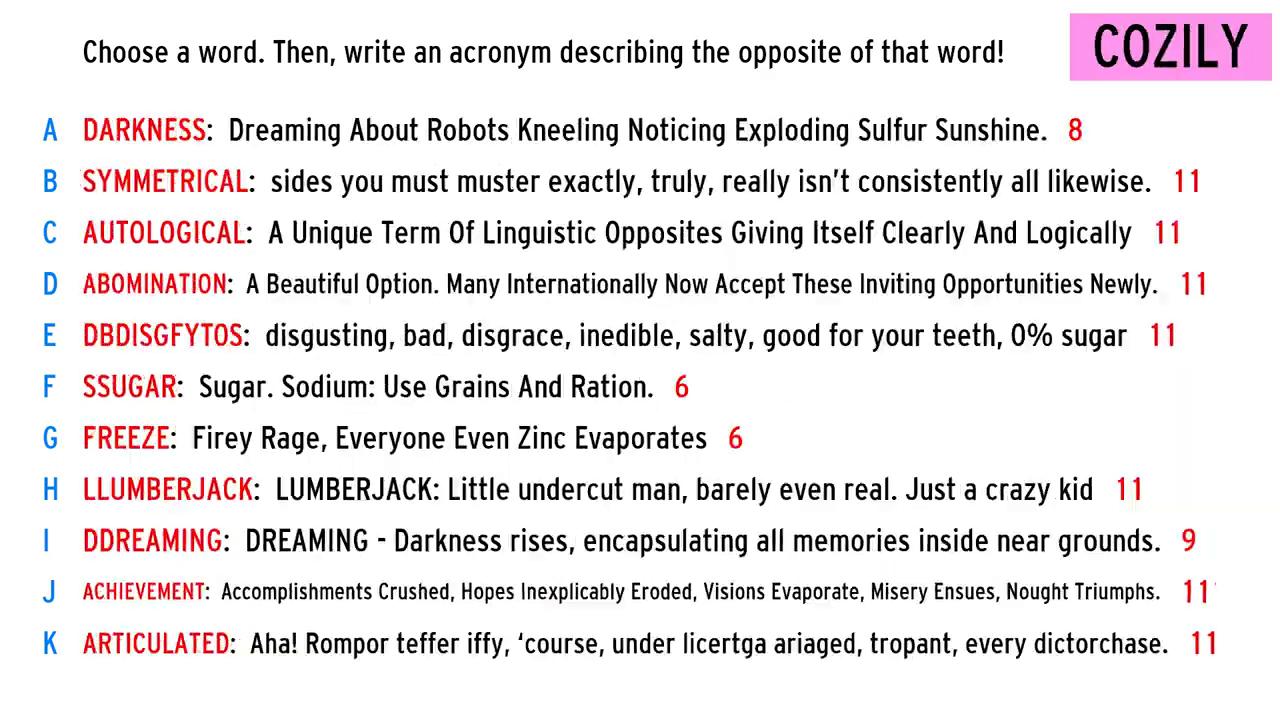 Choose a word. Then, write an acronym describing the opposite of that word!
COZILY
A DARKNESS: Dreaming About Robots Kneeling Noticing Exploding Sulfur Sunshine. 8
B SYMMETRICAL: sides you must muster exactly, truly, really isn't consistently all likewise. 11
C AUTOLOGICAL: A Unique Term Of Linguistic Opposites Giving Itself Clearly And Logically 11
D ABOMINATION: A Beautiful Option. Many Internationally Now Accept These Inviting Opportunities Newly. 11
E DBDISGFYTOS: disgusting, bad, disgrace, inedible, salty, good for your teeth, 0% sugar 11
F SSUGAR: Sugar. Sodium: Use Grains And Ration. 6
G FREEZE: Firey Rage, Everyone Even Zinc Evaporates 6
H LLUMBERJACK: LUMBERJACK: Little undercut man, barely even real. Just a crazy kid 11
I DDREAMING: DREAMING - Darkness rises, encapsulating all memories inside near grounds. 9
J ACHIEVEMENT: Accomplishments Crushed, Hopes Inexplicably Eroded, Visions Evaporate, Misery Ensues, Nought Triumphs. 11
K ARTICULATED: Aha! Rompor teffer iffy, ‘course, under licertga ariaged, tropant, every dictorchase. 11